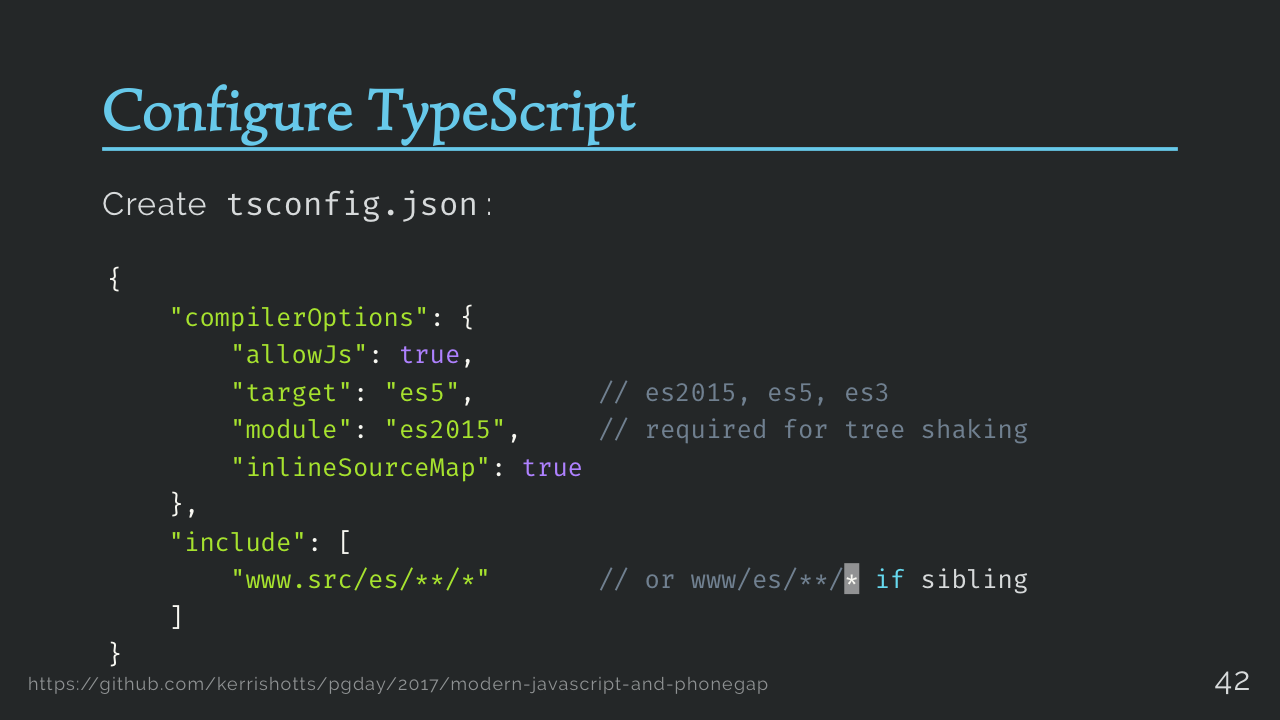 Configure TypeScript
Create tsconfig.json:
{
    "compilerOptions": {
        "allowJs": true,
        "target": "es5",        // es2015, es5, es3
        "module": "es2015",     // required for tree shaking
        "inlineSourceMap": true
    },
    "include": [
        "www.src/es/**/*"       // or www/es/**/* if sibling
    ]
}
https://github.com/kerrishotts/pgday/2017/modern-javascript-and-phonegap
42